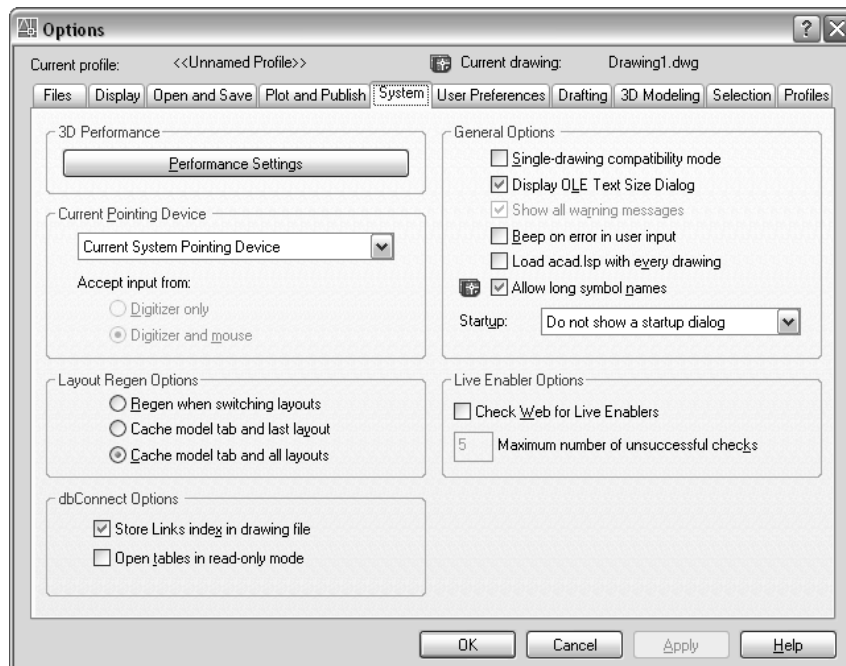 Options
Current profile: <<Unnamed Profile>> Current drawing: Drawing1.dwg
Files Display Open and Save Plot and Publish System User Preferences Drafting 3D Modeling Selection Profiles
3D Performance
Performance Settings
Current Pointing Device
Current System Pointing Device
Accept input from:
Digitizer only
Digitizer and mouse
Layout Regen Options
Regen when switching layouts
Cache model tab and last layout
Cache model tab and all layouts
dbConnect Options
Store Links index in drawing file
Open tables in read-only mode
General Options
Single-drawing compatibility mode
Display OLE Text Size Dialog
Show all warning messages
Beep on error in user input
Load acad.lsp with every drawing
Allow long symbol names
Startup: Do not show a startup dialog
Live Enabler Options
Check Web for Live Enablers
5 Maximum number of unsuccessful checks
OK Cancel Apply Help